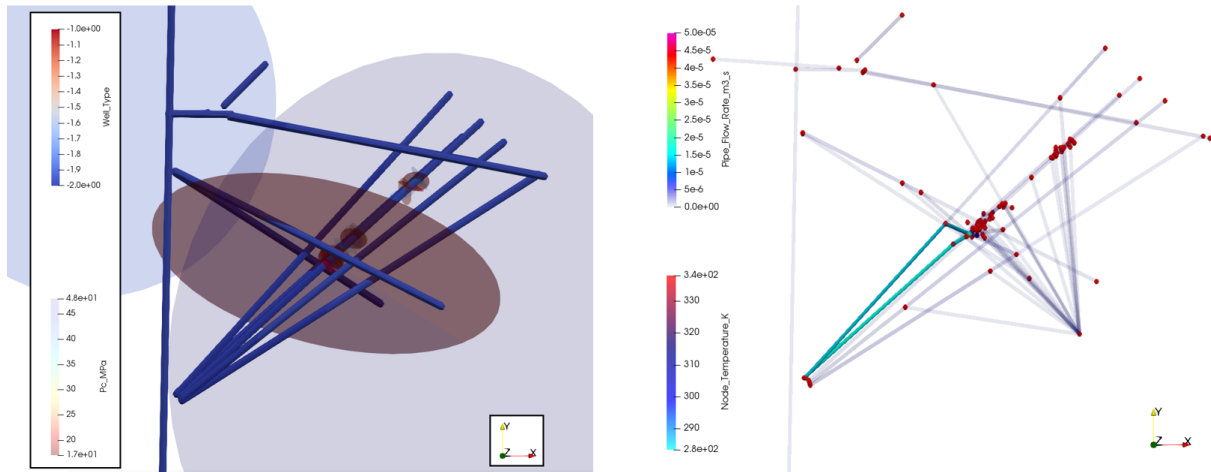 -1.0e+00
-1.1
-1.2
-1.3
-1.4
-1.5
-1.6
-1.7
-1.8
-1.9
-2.0e+00
Well_Type
4.8e+01
45
40
35
30
25
20
1.7e+01
Pc_MPa
Y
Z
X
5.0e-05
4.5e-5
4e-5
3.5e-5
3e-5
2.5e-5
2e-5
1.5e-5
1e-5
5e-6
0.0e+00
Pipe_Flow_Rate_m3_s
3.4e+02
330
320
310
300
290
2.8e+02
Node_Temperature_K
Y
Z
X